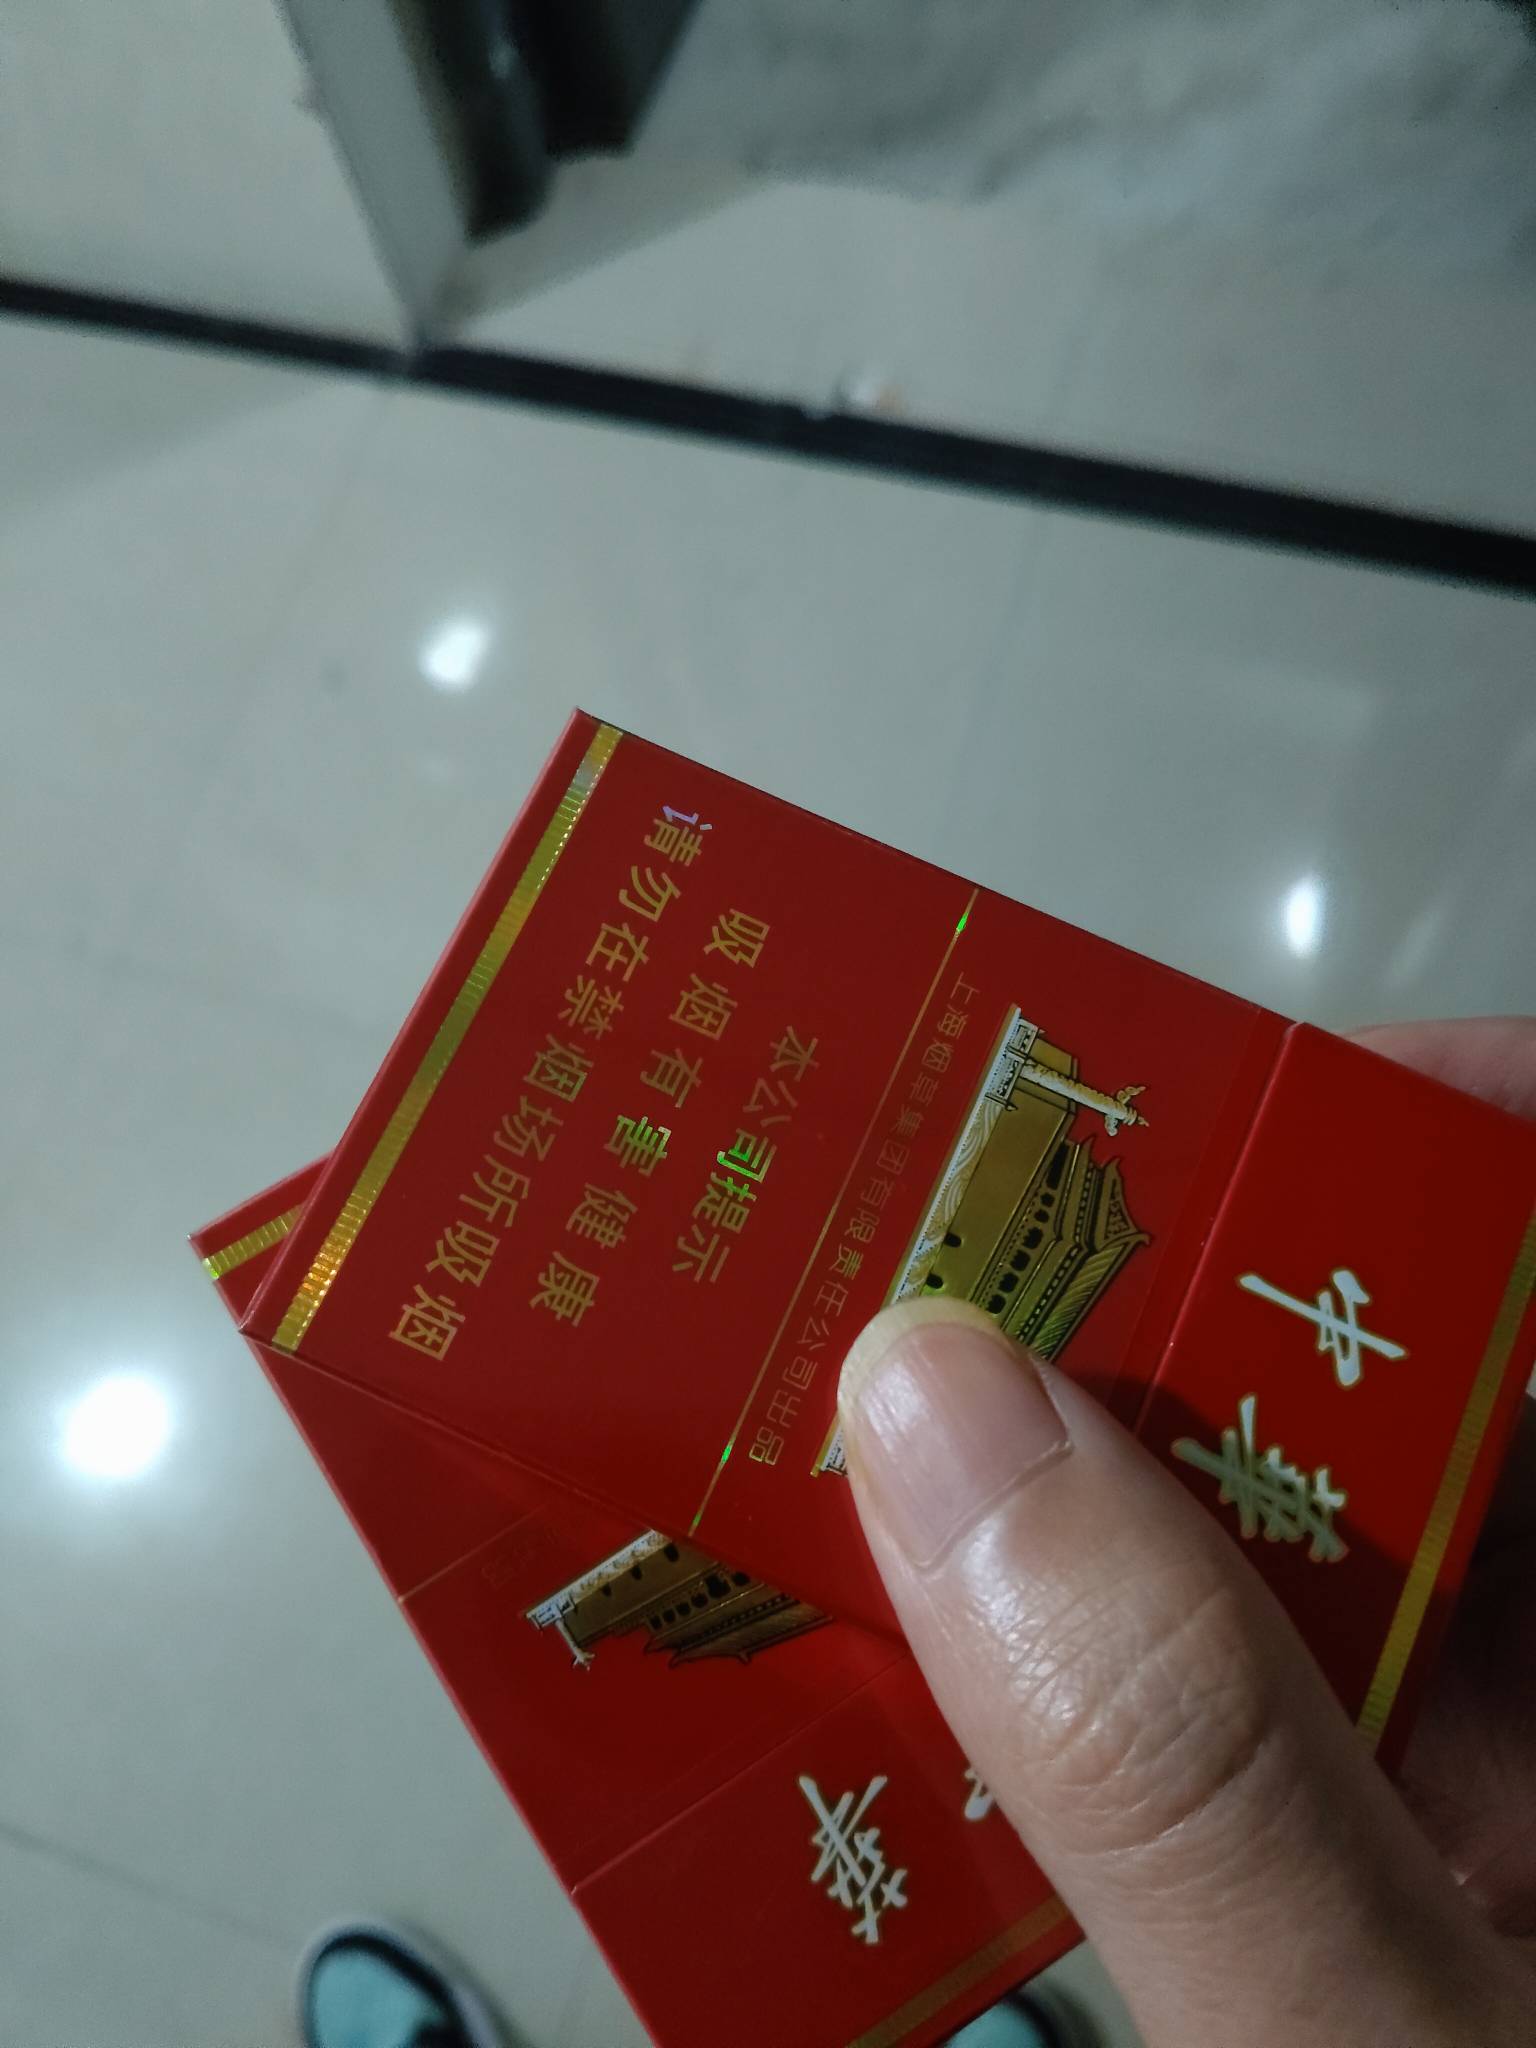 中華
上海烟草集团有限责任公司出品
本公司提示
吸烟有害健康
请勿在禁烟场所吸烟
華